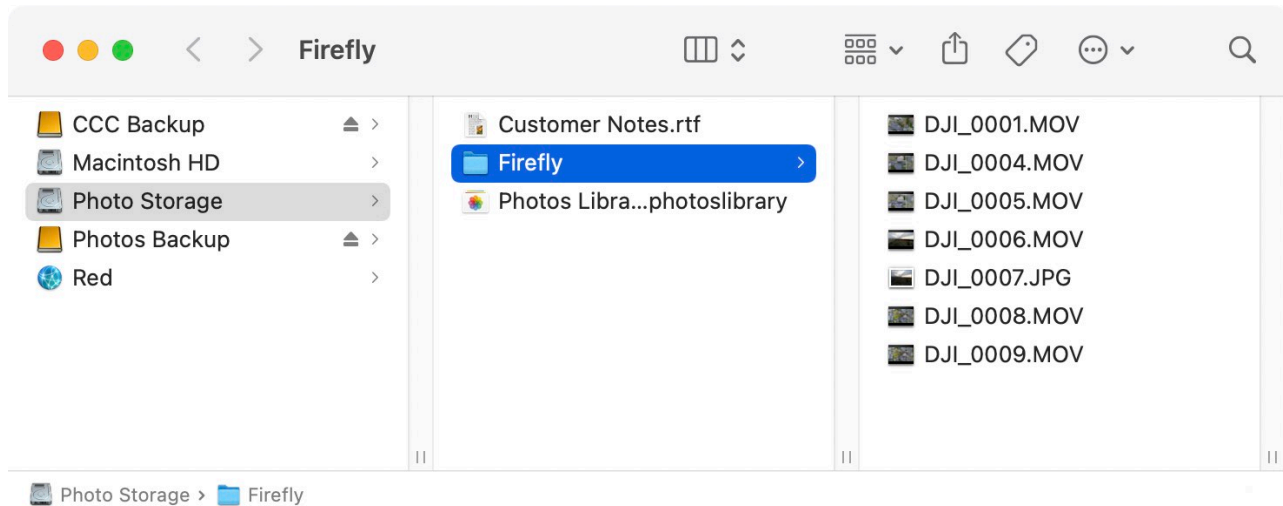 Firefly
CCC Backup
Macintosh HD
Photo Storage
Photos Backup
Red
Customer Notes.rtf
Firefly
Photos Libra...photoslibrary
DJI_0001.MOV
DJI_0004.MOV
DJI_0005.MOV
DJI_0006.MOV
DJI_0007.JPG
DJI_0008.MOV
DJI_0009.MOV
Photo Storage › Firefly